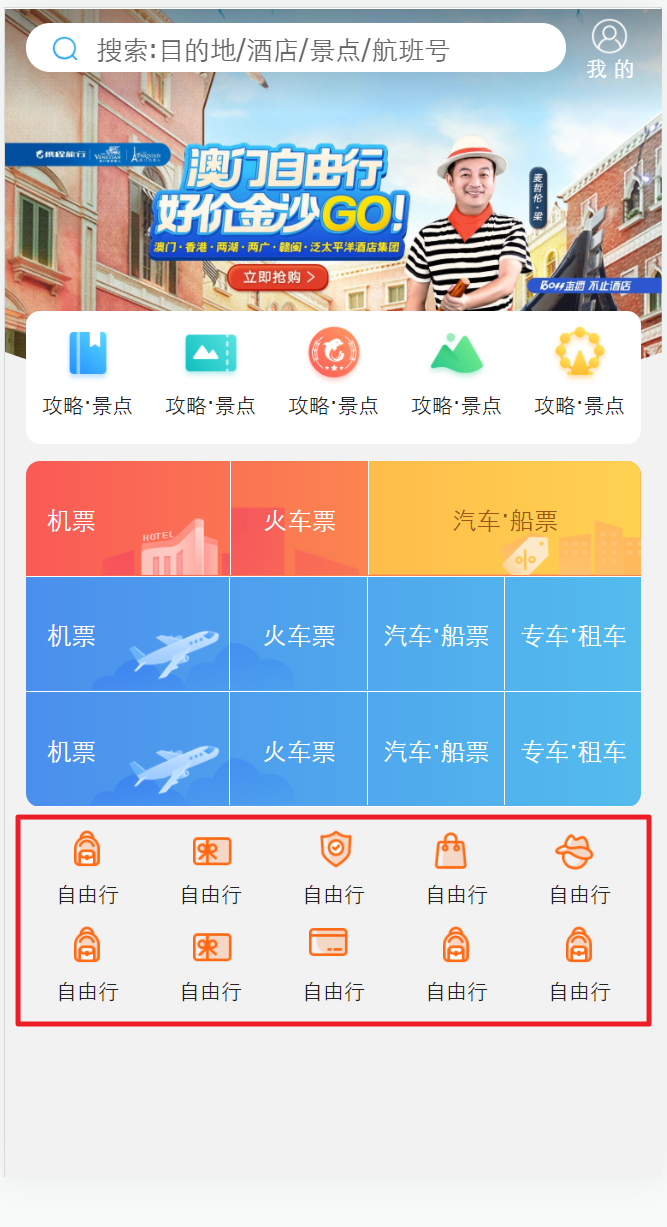 搜索:目的地/酒店/景点/航班号
我 的
携程旅行
澳门自由行
好价金沙GO!
麦哲伦·梁
澳门·香港·两湖·两广·赣闽·泛太平洋酒店集团
立即抢购 >
BOSS直招 不止酒店
攻略·景点 攻略·景点 攻略·景点 攻略·景点 攻略·景点
机票 火车票 汽车·船票
HOTEL
机票 火车票 汽车·船票 专车·租车
机票 火车票 汽车·船票 专车·租车
自由行 自由行 自由行 自由行 自由行
自由行 自由行 自由行 自由行 自由行